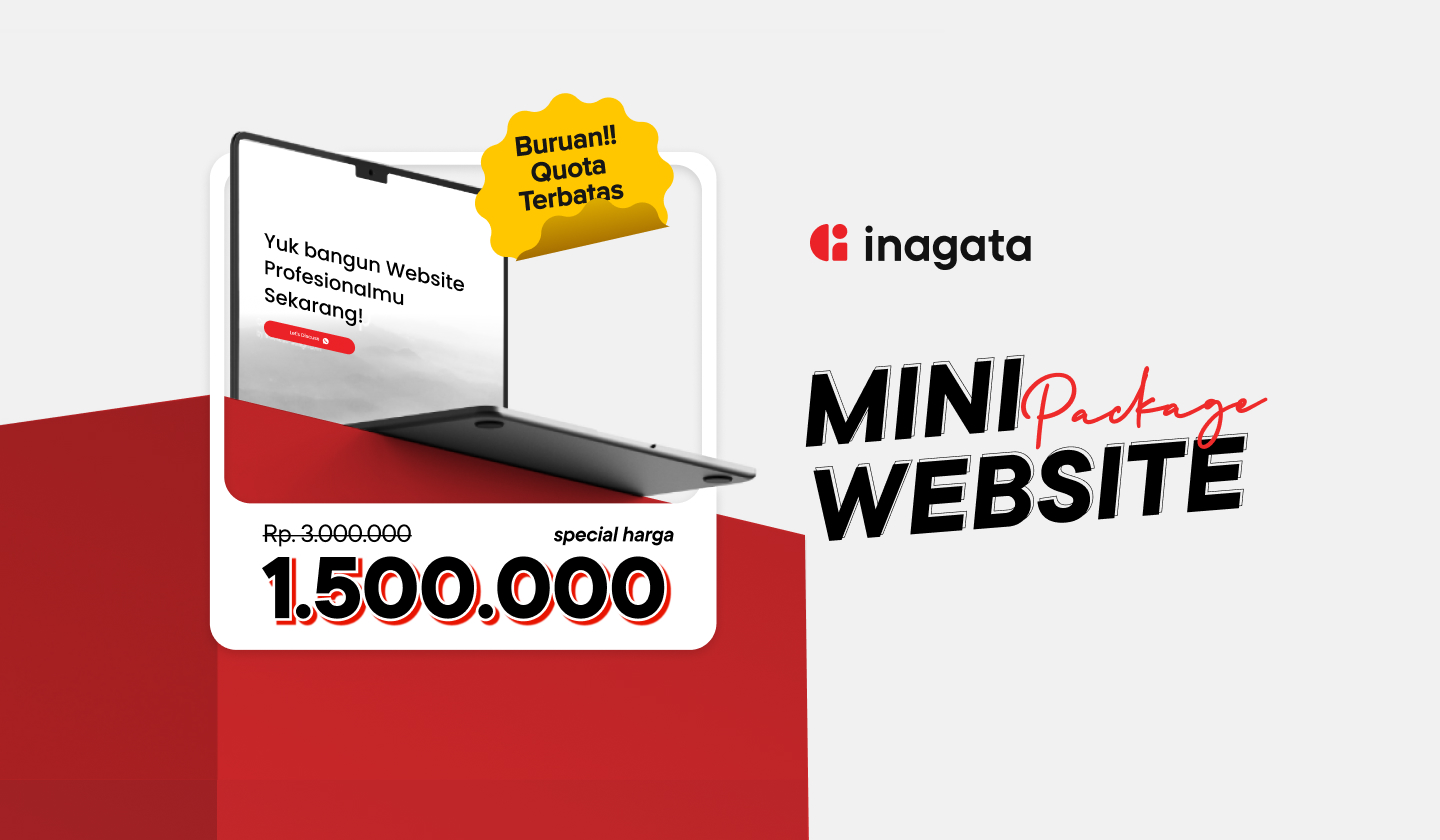 Buruan!!
Quota
Terbatas
Yuk bangun Website
Profesionalmu
Sekarang!
Let's Discuss
Rp. 3.000.000
special harga
1.500.000
inagata
MINI Package
WEBSITE